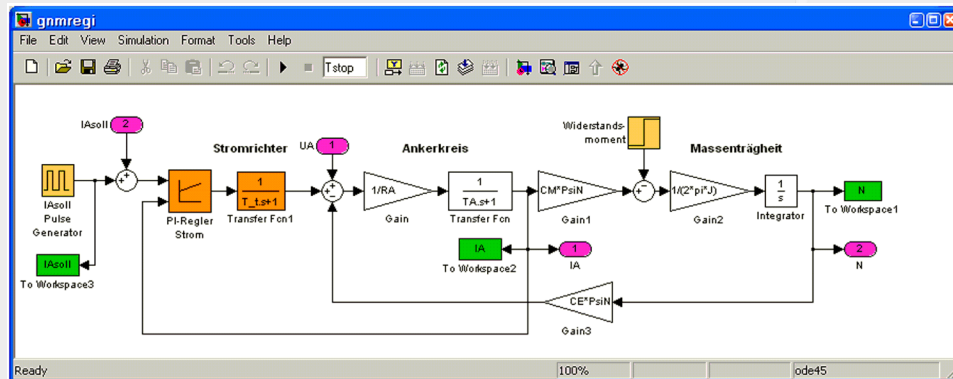 gnmregi
File Edit View Simulation Format Tools Help
Tstop
IAsoll
2
IAsoll
Pulse
Generator
IAsoll
To Workspace3
PI-Regler
Strom
Stromrichter
1
T_t.s+1
Transfer Fcn1
UA
1
Ankerkreis
1/RA
Gain
1
TA.s+1
Transfer Fcn
IA
To Workspace2
1
IA
CM*PsiN
Gain1
Widerstands-
moment
Massenträgheit
1/(2*pi*J)
Gain2
1
s
Integrator
N
To Workspace1
2
N
CE*PsiN
Gain3
Ready
100%
ode45